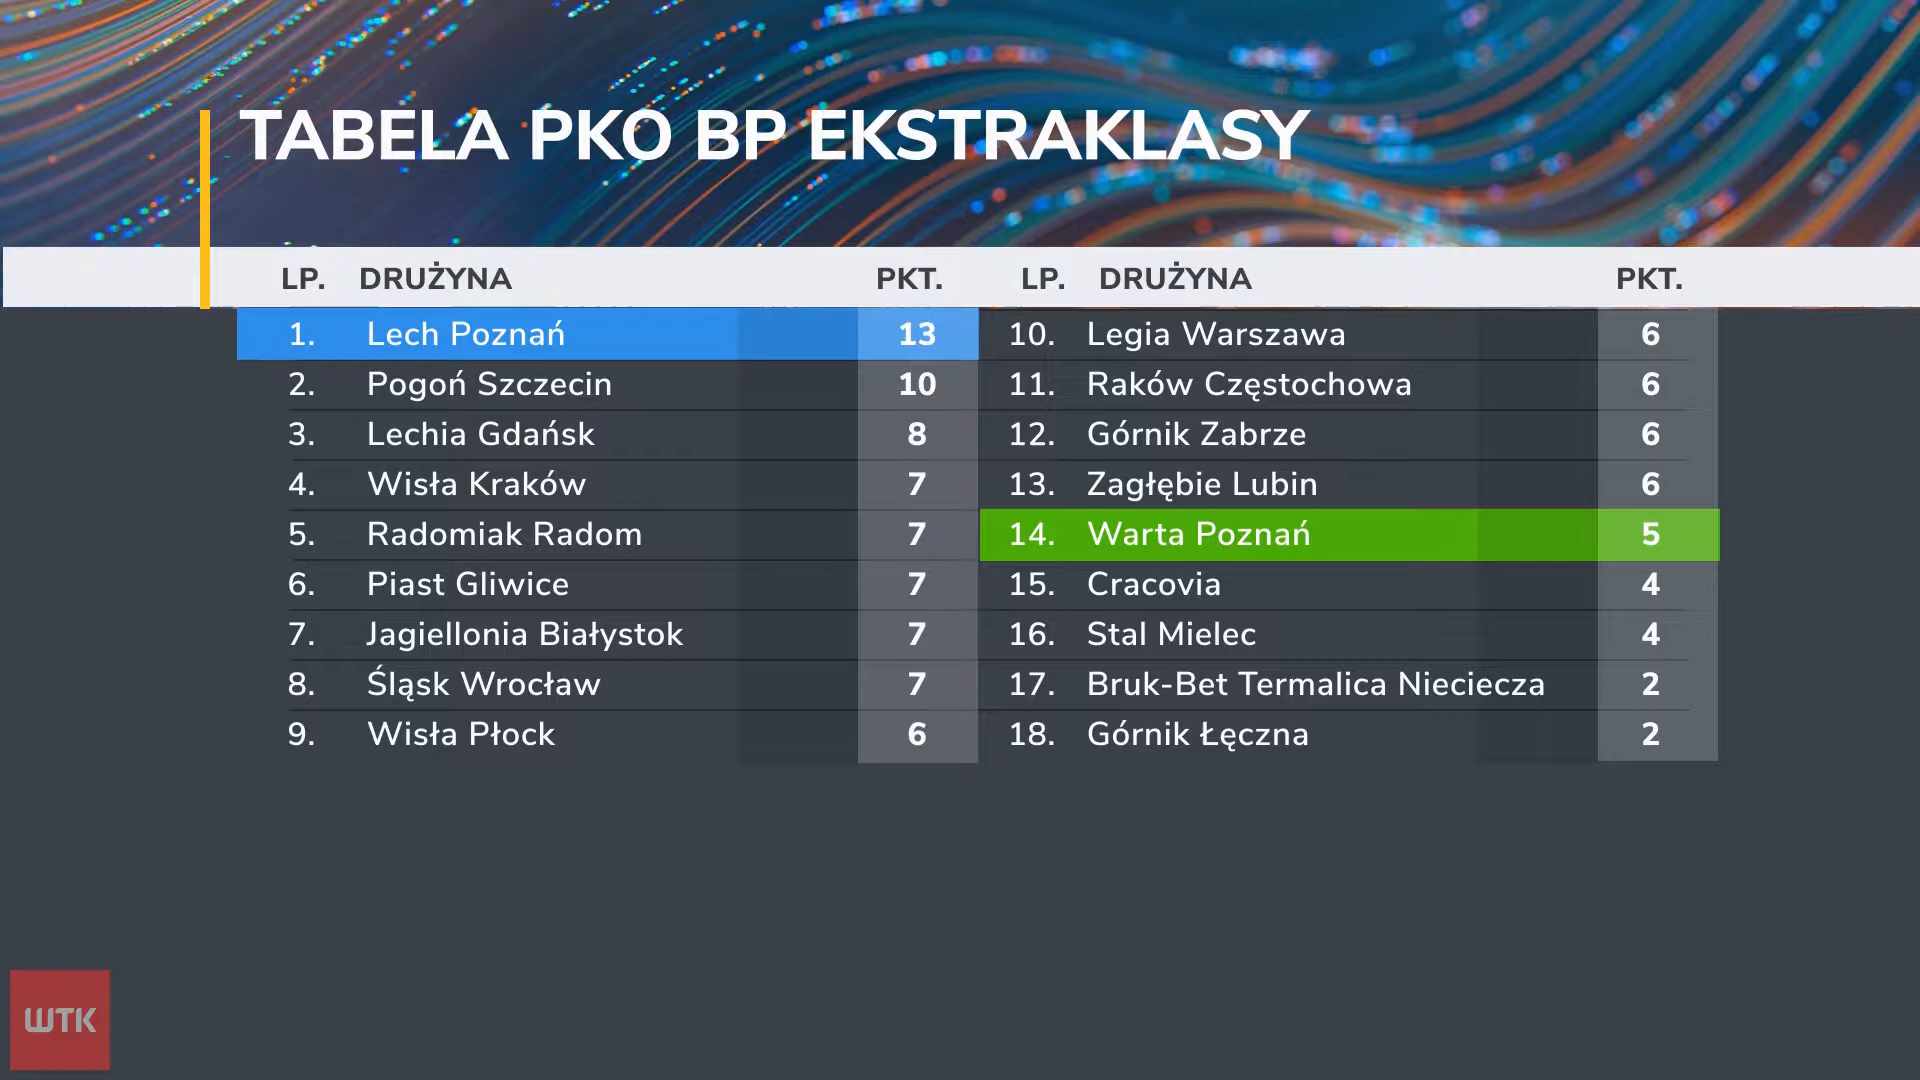 TABELA PKO BP EKSTRAKLASY
LP. DRUŻYNA PKT.
1. Lech Poznań 13
2. Pogoń Szczecin 10
3. Lechia Gdańsk 8
4. Wisła Kraków 7
5. Radomiak Radom 7
6. Piast Gliwice 7
7. Jagiellonia Białystok 7
8. Śląsk Wrocław 7
9. Wisła Płock 6
LP. DRUŻYNA PKT.
10. Legia Warszawa 6
11. Raków Częstochowa 6
12. Górnik Zabrze 6
13. Zagłębie Lubin 6
14. Warta Poznań 5
15. Cracovia 4
16. Stal Mielec 4
17. Bruk-Bet Termalica Nieciecza 2
18. Górnik Łęczna 2
WTK